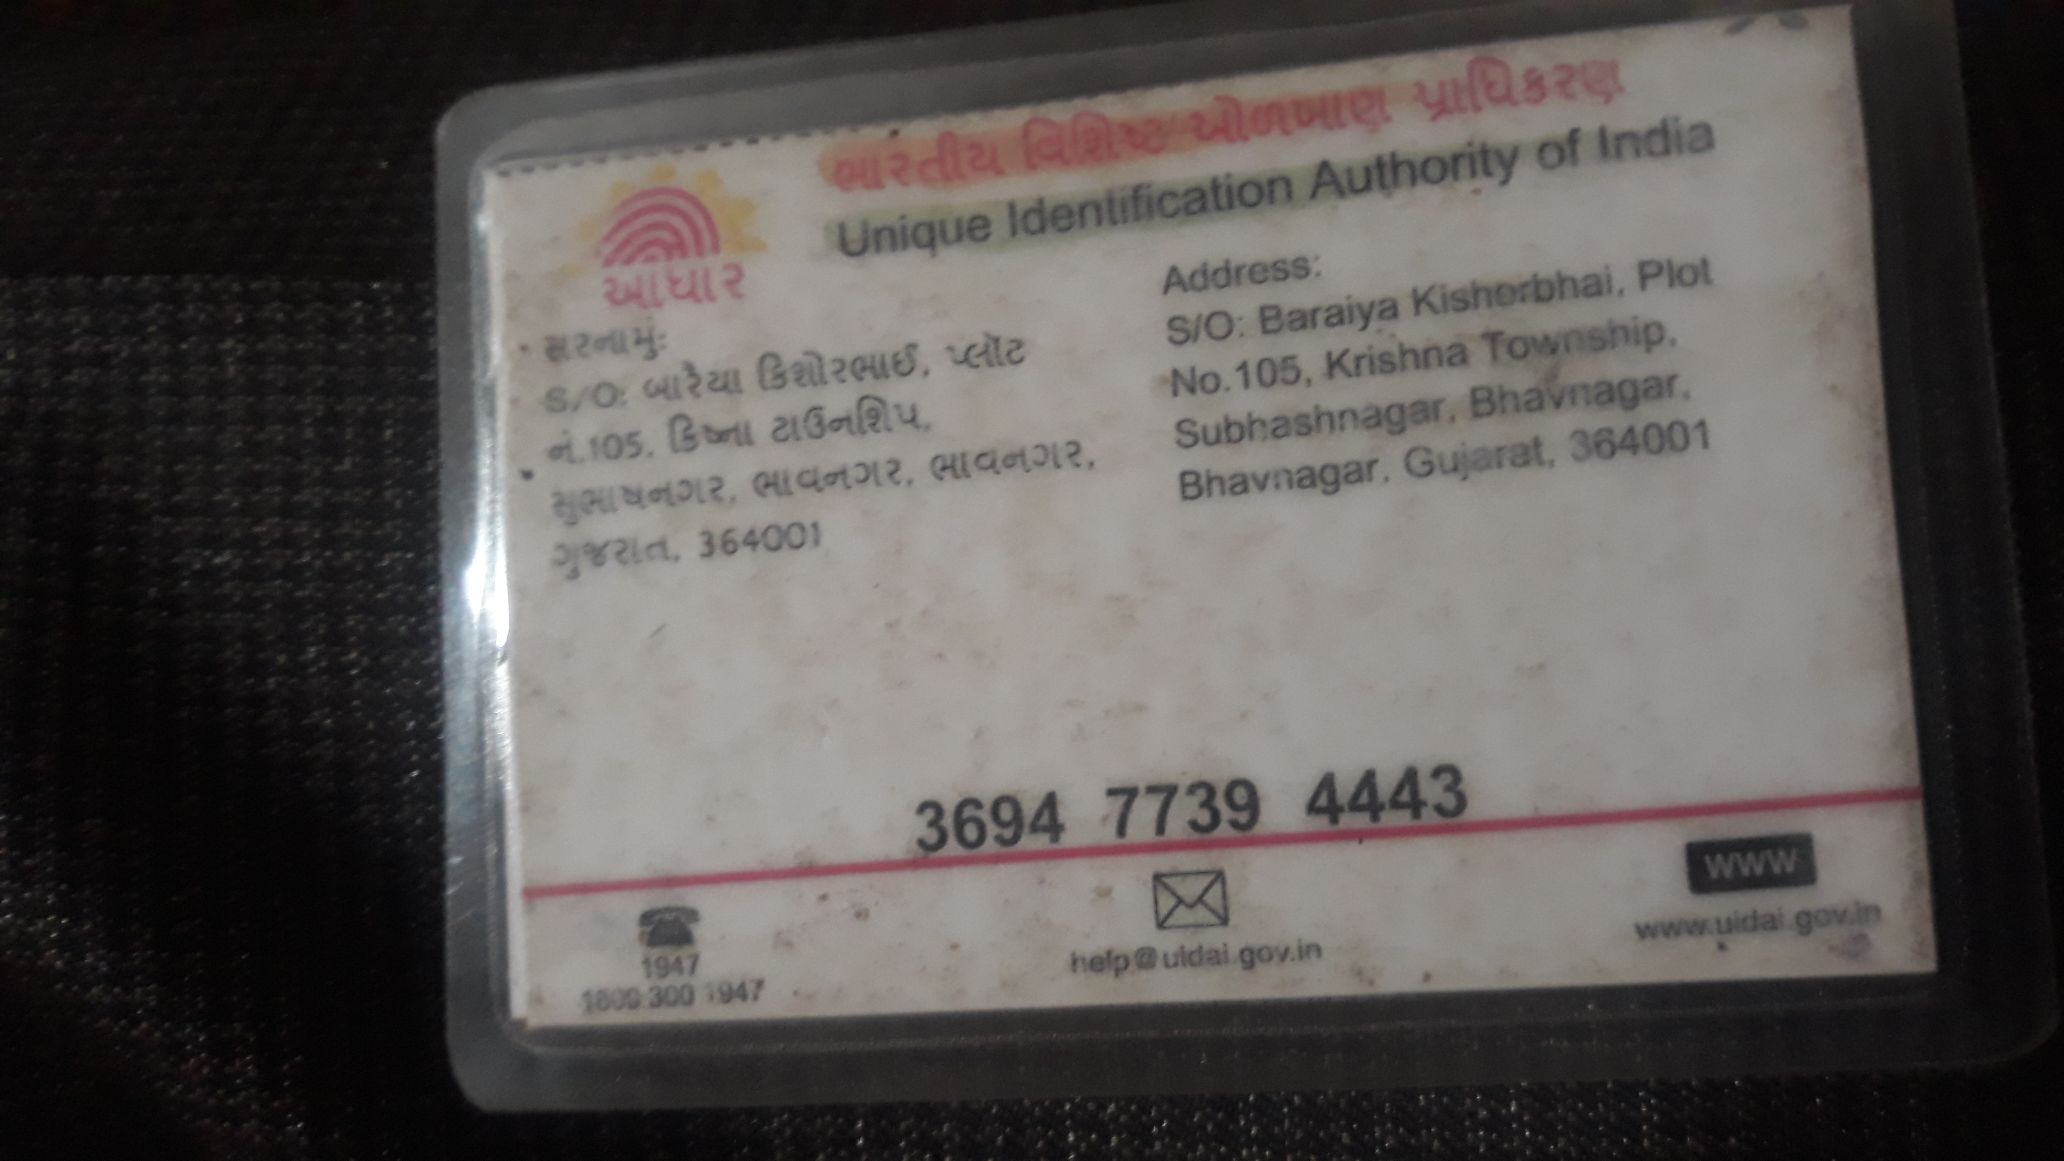 ભારતીય વિશિષ્ટ ઓળખાણ પ્રાધિકરણ
Unique Identification Authority of India
આધાર
સરનામું:
S/O: બારૈયા કિશોરભાઈ, પ્લૉટ
નં.105, ક્રિષ્ના ટાઉનશિપ,
સુભાષનગર, ભાવનગર, ભાવનગર,
ગુજરાત, 364001
Address:
S/O: Baraiya Kishorbhai, Plot
No.105, Krishna Township,
Subhashnagar, Bhavnagar,
Bhavnagar, Gujarat, 364001
3694 7739 4443
1947
1800 300 1947
help@uidai.gov.in
www
www.uidai.gov.in